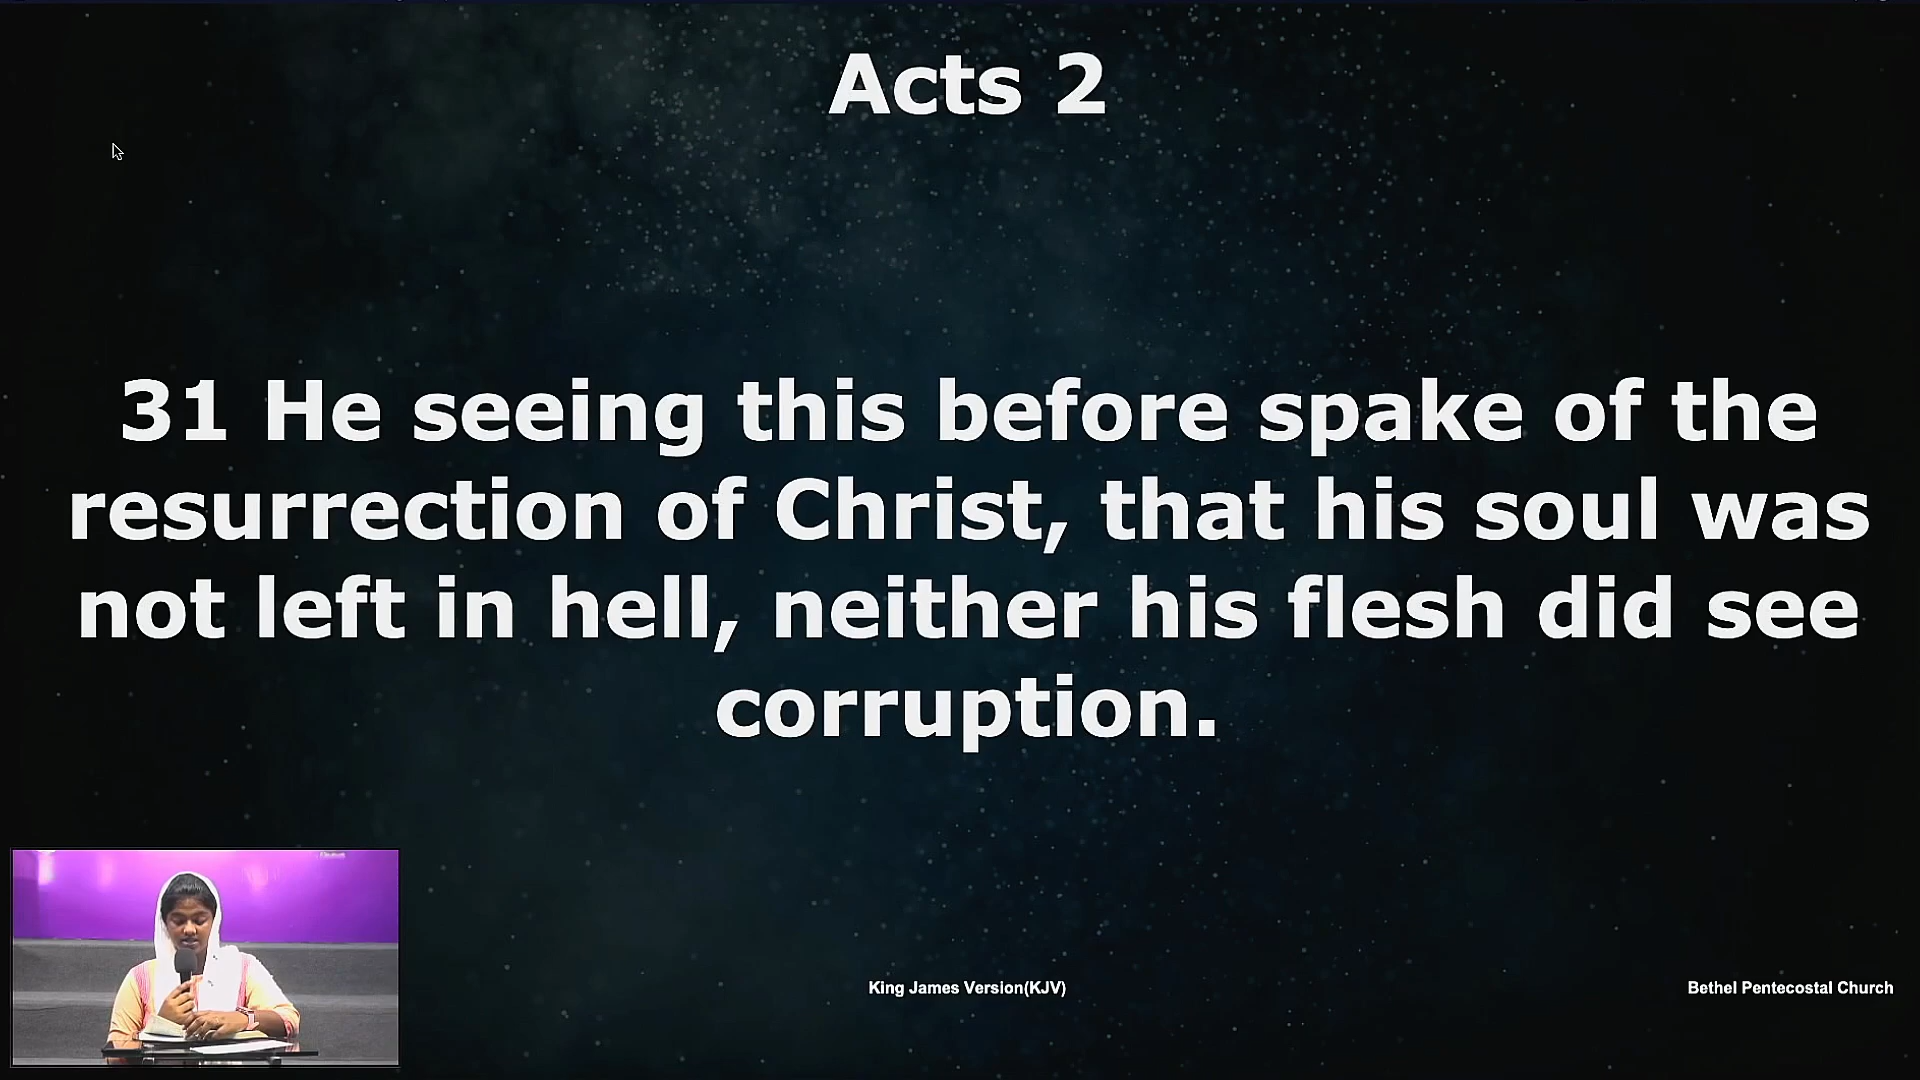 Acts 2
31 He seeing this before spake of the
resurrection of Christ, that his soul was
not left in hell, neither his flesh did see
corruption.
King James Version(KJV)
Bethel Pentecostal Church